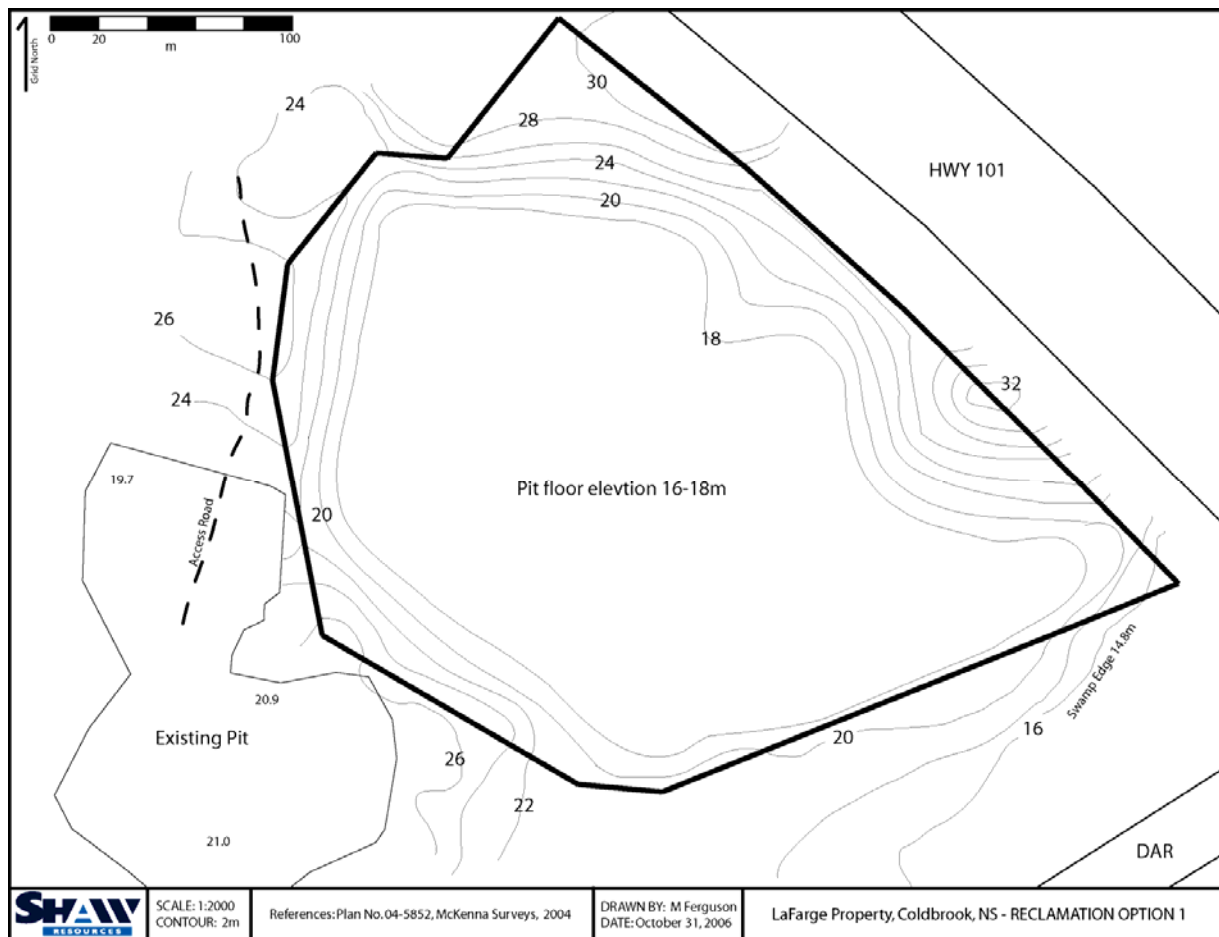 0 20 100
m
Grid North
24
30
28
24
20
HWY 101
26
18
32
24
19.7
Pit floor elevtion 16-18m
20
Access Road
Swamp Edge 14.8m
20.9
16
Existing Pit
20
26
22
21.0
DAR
SHAW
RESOURCES
SCALE: 1:2000
CONTOUR: 2m
References: Plan No. 04-5852, McKenna Surveys, 2004
DRAWN BY: M Ferguson
DATE: October 31, 2006
LaFarge Property, Coldbrook, NS - RECLAMATION OPTION 1